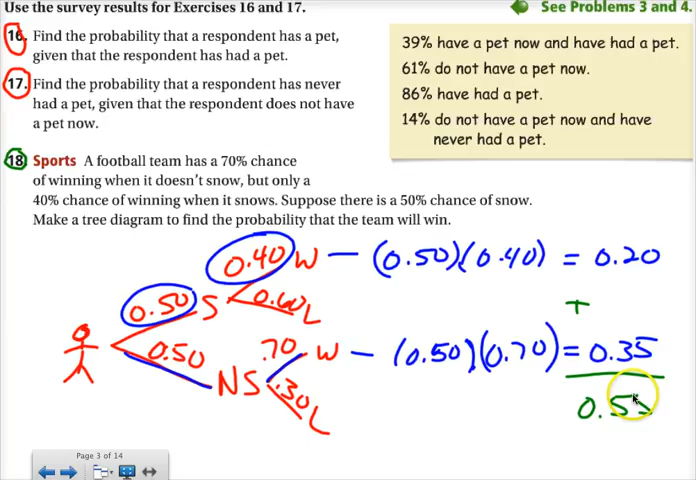 Use the survey results for Exercises 16 and 17.
See Problems 3 and 4.
16. Find the probability that a respondent has a pet,
given that the respondent has had a pet.
17. Find the probability that a respondent has never
had a pet, given that the respondent does not have
a pet now.
39% have a pet now and have had a pet.
61% do not have a pet now.
86% have had a pet.
14% do not have a pet now and have
never had a pet.
18 Sports A football team has a 70% chance
of winning when it doesn't snow, but only a
40% chance of winning when it snows. Suppose there is a 50% chance of snow.
Make a tree diagram to find the probability that the team will win.
0.40 W — (0.50)(0.40) = 0.20
0.50 S
0.60 L
+
0.50
.70 W — (0.50)(0.70) = 0.35
NS
.30 L
0.55
Page 3 of 14